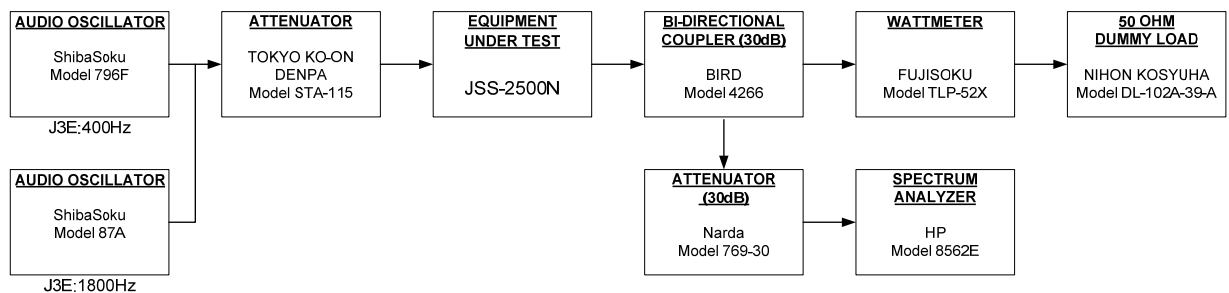 AUDIO OSCILLATOR
ShibaSoku
Model 796F
J3E:400Hz
ATTENUATOR
TOKYO KO-ON
DENPA
Model STA-115
EQUIPMENT
UNDER TEST
JSS-2500N
BI-DIRECTIONAL
COUPLER (30dB)
BIRD
Model 4266
WATTMETER
FUJISOKU
Model TLP-52X
50 OHM
DUMMY LOAD
NIHON KOSYUHA
Model DL-102A-39-A
AUDIO OSCILLATOR
ShibaSoku
Model 87A
J3E:1800Hz
ATTENUATOR
(30dB)
Narda
Model 769-30
SPECTRUM
ANALYZER
HP
Model 8562E